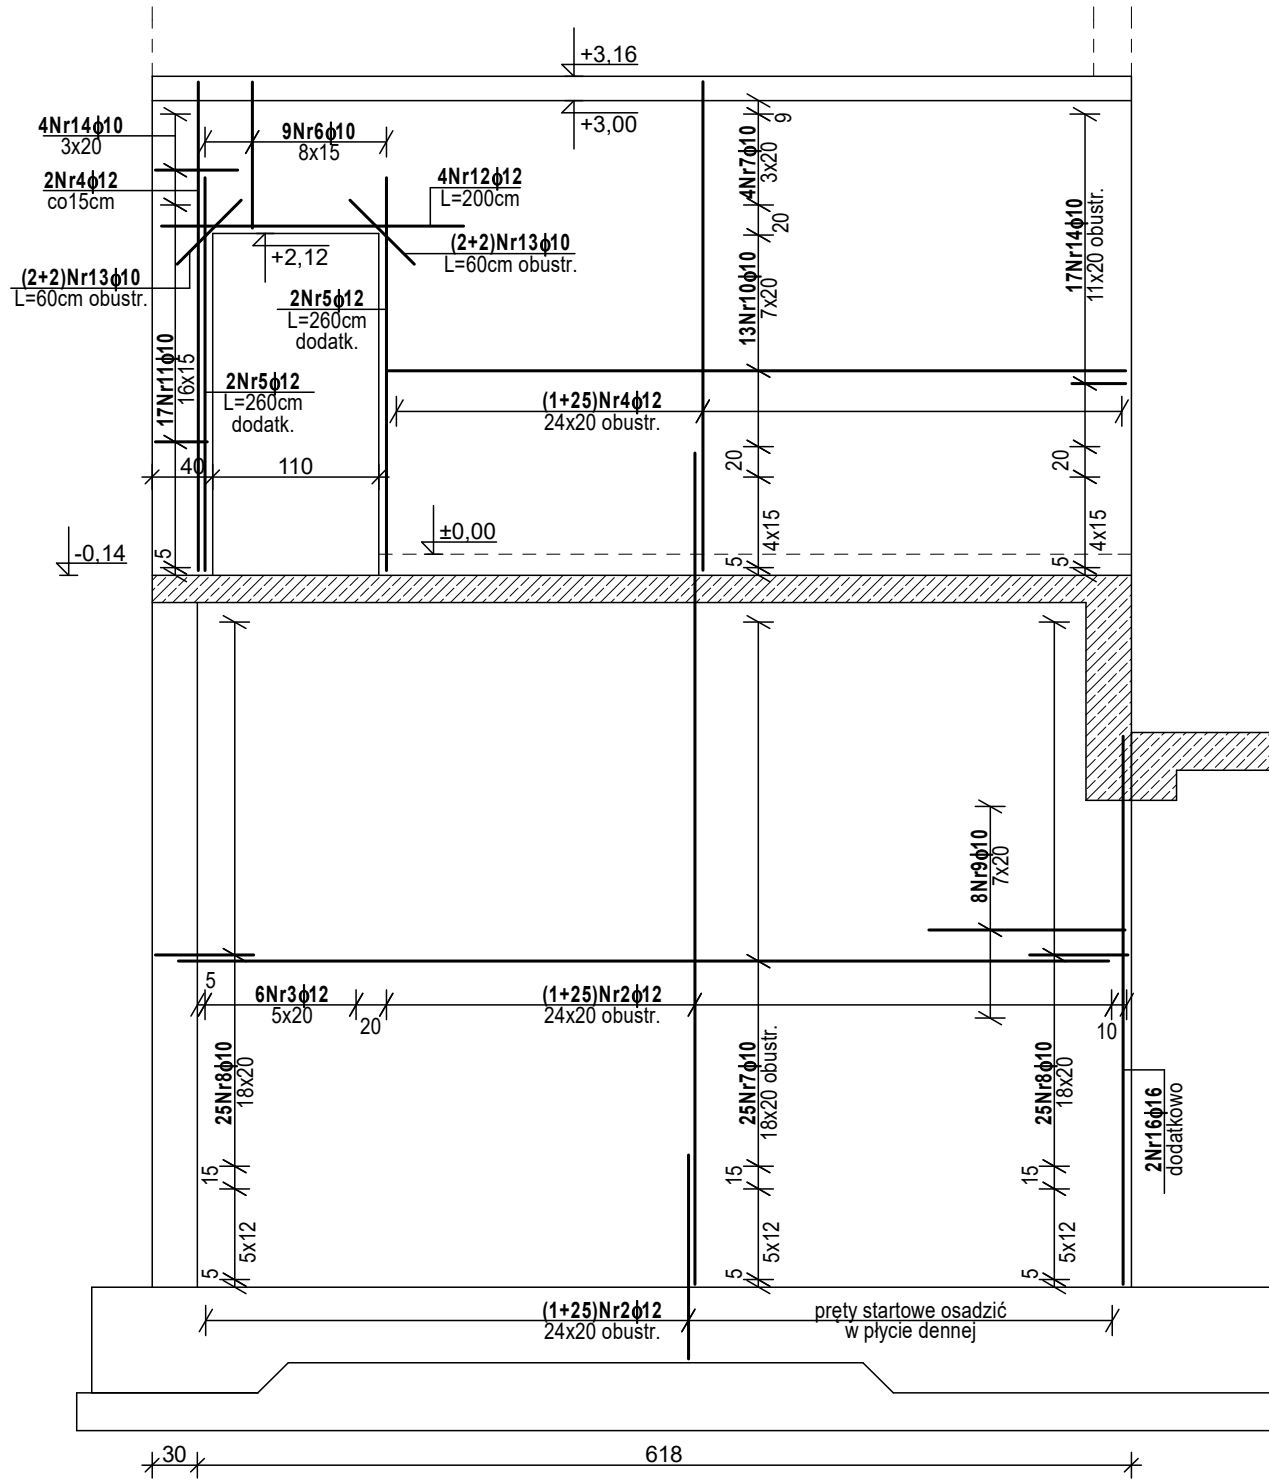 +3,16
+3,00
4Nr14ϕ10
3x20
9Nr6ϕ10
8x15
2Nr4ϕ12
co15cm
4Nr12ϕ12
L=200cm
4Nr7ϕ10
3x20
9
20
17Nr14ϕ10
11x20 obustr.
+2,12
(2+2)Nr13ϕ10
L=60cm obustr.
(2+2)Nr13ϕ10
L=60cm obustr.
2Nr5ϕ12
L=260cm
dodatk.
13Nr10ϕ10
7x20
17Nr11ϕ10
16x15
2Nr5ϕ12
L=260cm
dodatk.
(1+25)Nr4ϕ12
24x20 obustr.
40
110
20
20
±0,00
-0,14
4x15
4x15
5
5
5
8Nr9ϕ10
7x20
5
6Nr3ϕ12
5x20
20
(1+25)Nr2ϕ12
24x20 obustr.
10
25Nr8ϕ10
18x20
25Nr7ϕ10
18x20 obustr.
25Nr8ϕ10
18x20
2Nr16ϕ16
dodatkowo
15
15
15
5x12
5x12
5x12
5
5
5
(1+25)Nr2ϕ12
24x20 obustr.
pręty startowe osadzić
w płycie dennej
30
618